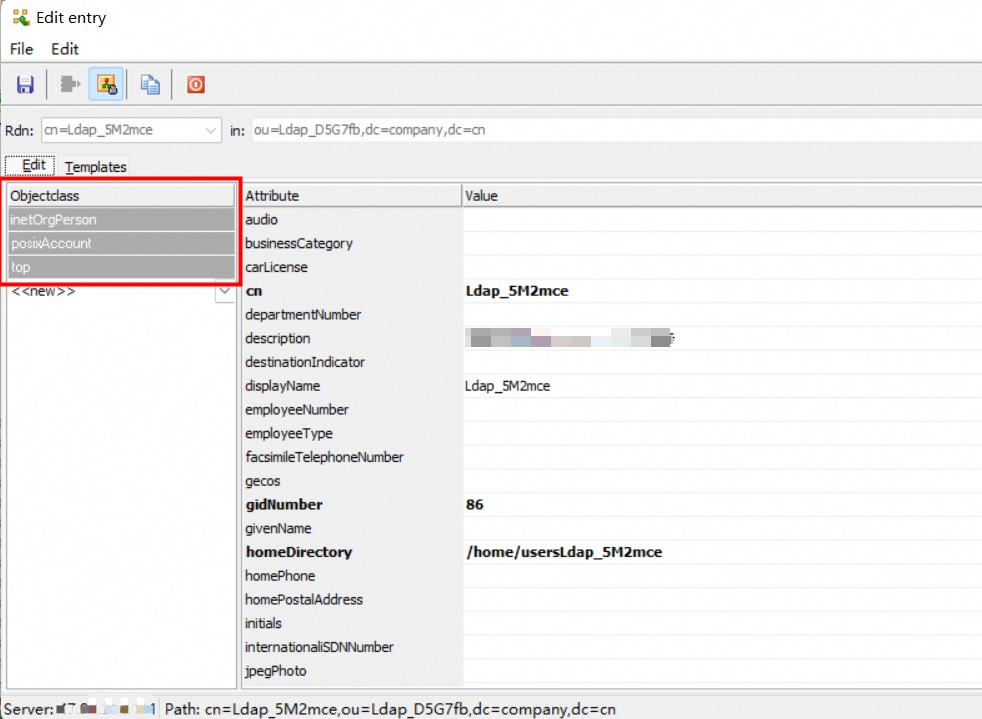 Edit entry
File Edit
Rdn: cn=Ldap_5M2mce in: ou=Ldap_D5G7fb,dc=company,dc=cn
Edit Templates
Objectclass Attribute Value
inetOrgPerson audio
posixAccount businessCategory
top carLicense
<<new>> cn Ldap_5M2mce
departmentNumber
description
destinationIndicator
displayName Ldap_5M2mce
employeeNumber
employeeType
facsimileTelephoneNumber
gecos
gidNumber 86
givenName
homeDirectory /home/usersLdap_5M2mce
homePhone
homePostalAddress
initials
internationaliSDNNumber
jpegPhoto
Server: Path: cn=Ldap_5M2mce,ou=Ldap_D5G7fb,dc=company,dc=cn